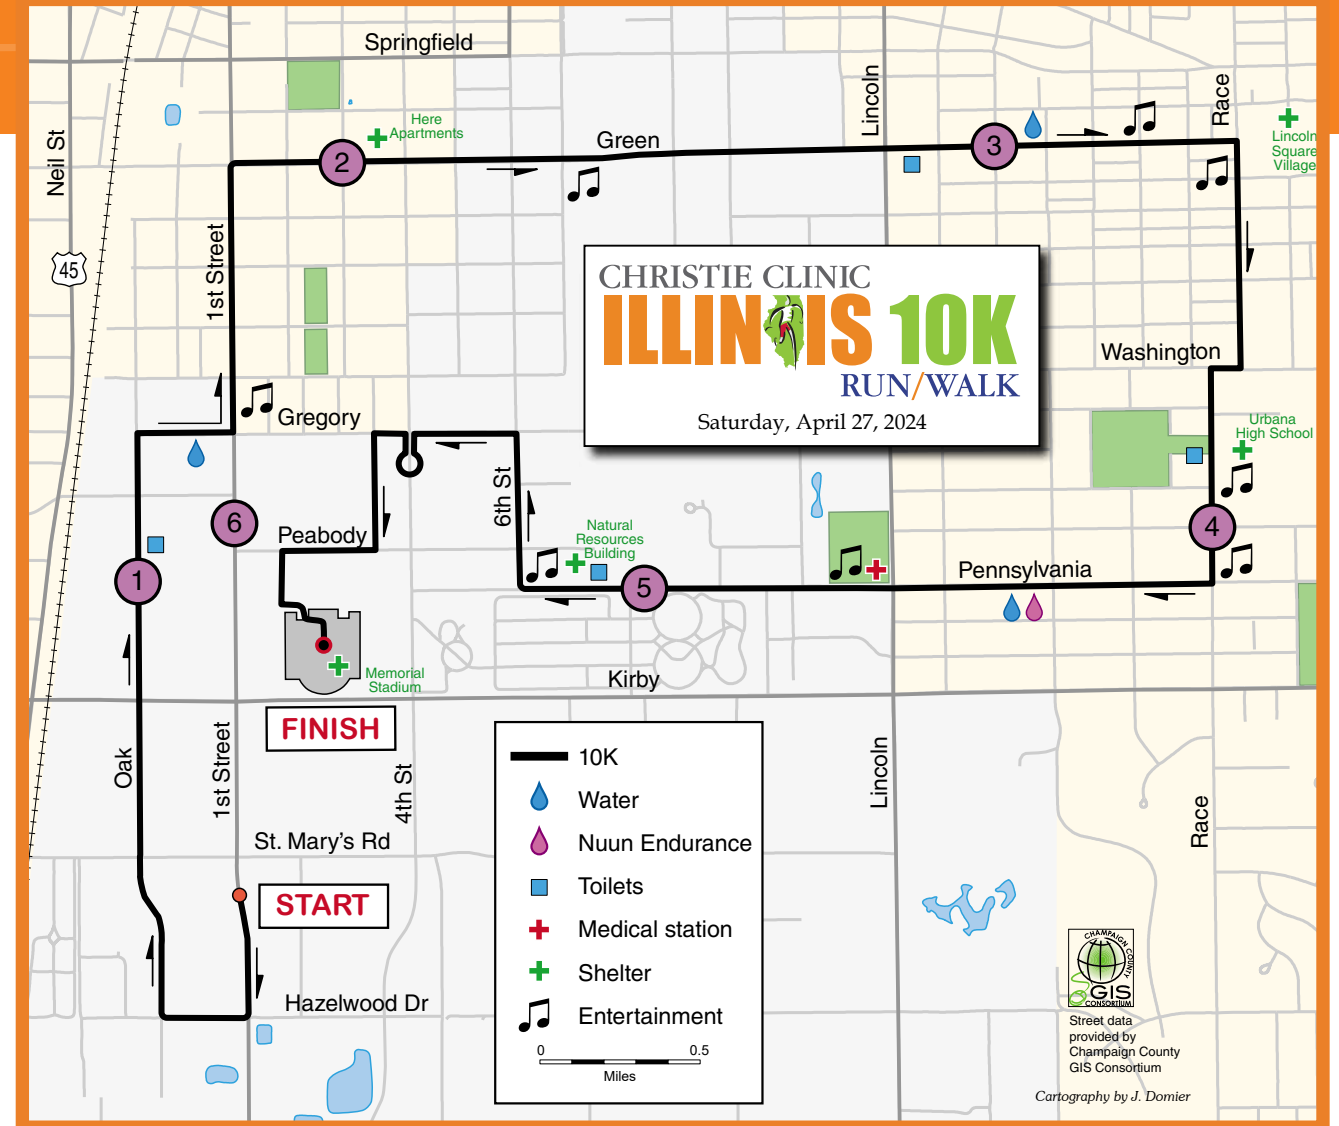 Springfield
Lincoln
Race
Neil St
45
Here
Apartments
Green
2
3
Lincoln
Square
Village
1st Street
CHRISTIE CLINIC
ILLINOIS 10K
RUN/WALK
Saturday, April 27, 2024
Washington
Gregory
Urbana
High School
6th St
6
Peabody
Natural
Resources
Building
4
1
5
Pennsylvania
Memorial
Stadium
Kirby
FINISH
Oak
1st Street
4th St
Lincoln
Race
St. Mary's Rd
START
Hazelwood Dr
10K
Water
Nuun Endurance
Toilets
Medical station
Shelter
Entertainment
0 0.5
Miles
CHAMPAIGN COUNTY
GIS
CONSORTIUM
Street data
provided by
Champaign County
GIS Consortium
Cartography by J. Domier